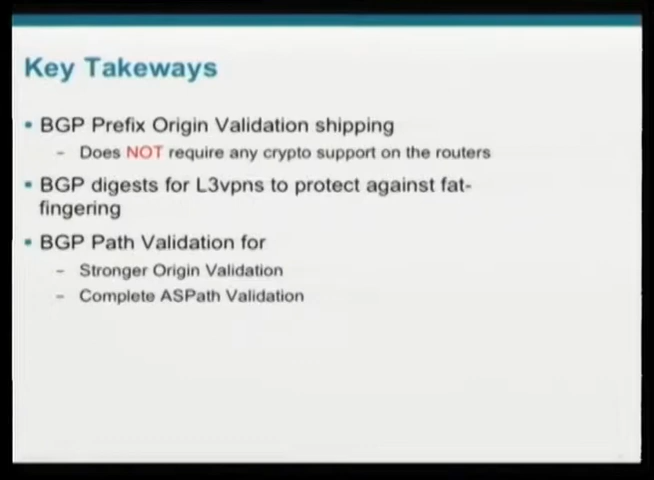 Key Takeways
• BGP Prefix Origin Validation shipping
– Does NOT require any crypto support on the routers
• BGP digests for L3vpns to protect against fat-
fingering
• BGP Path Validation for
– Stronger Origin Validation
– Complete ASPath Validation